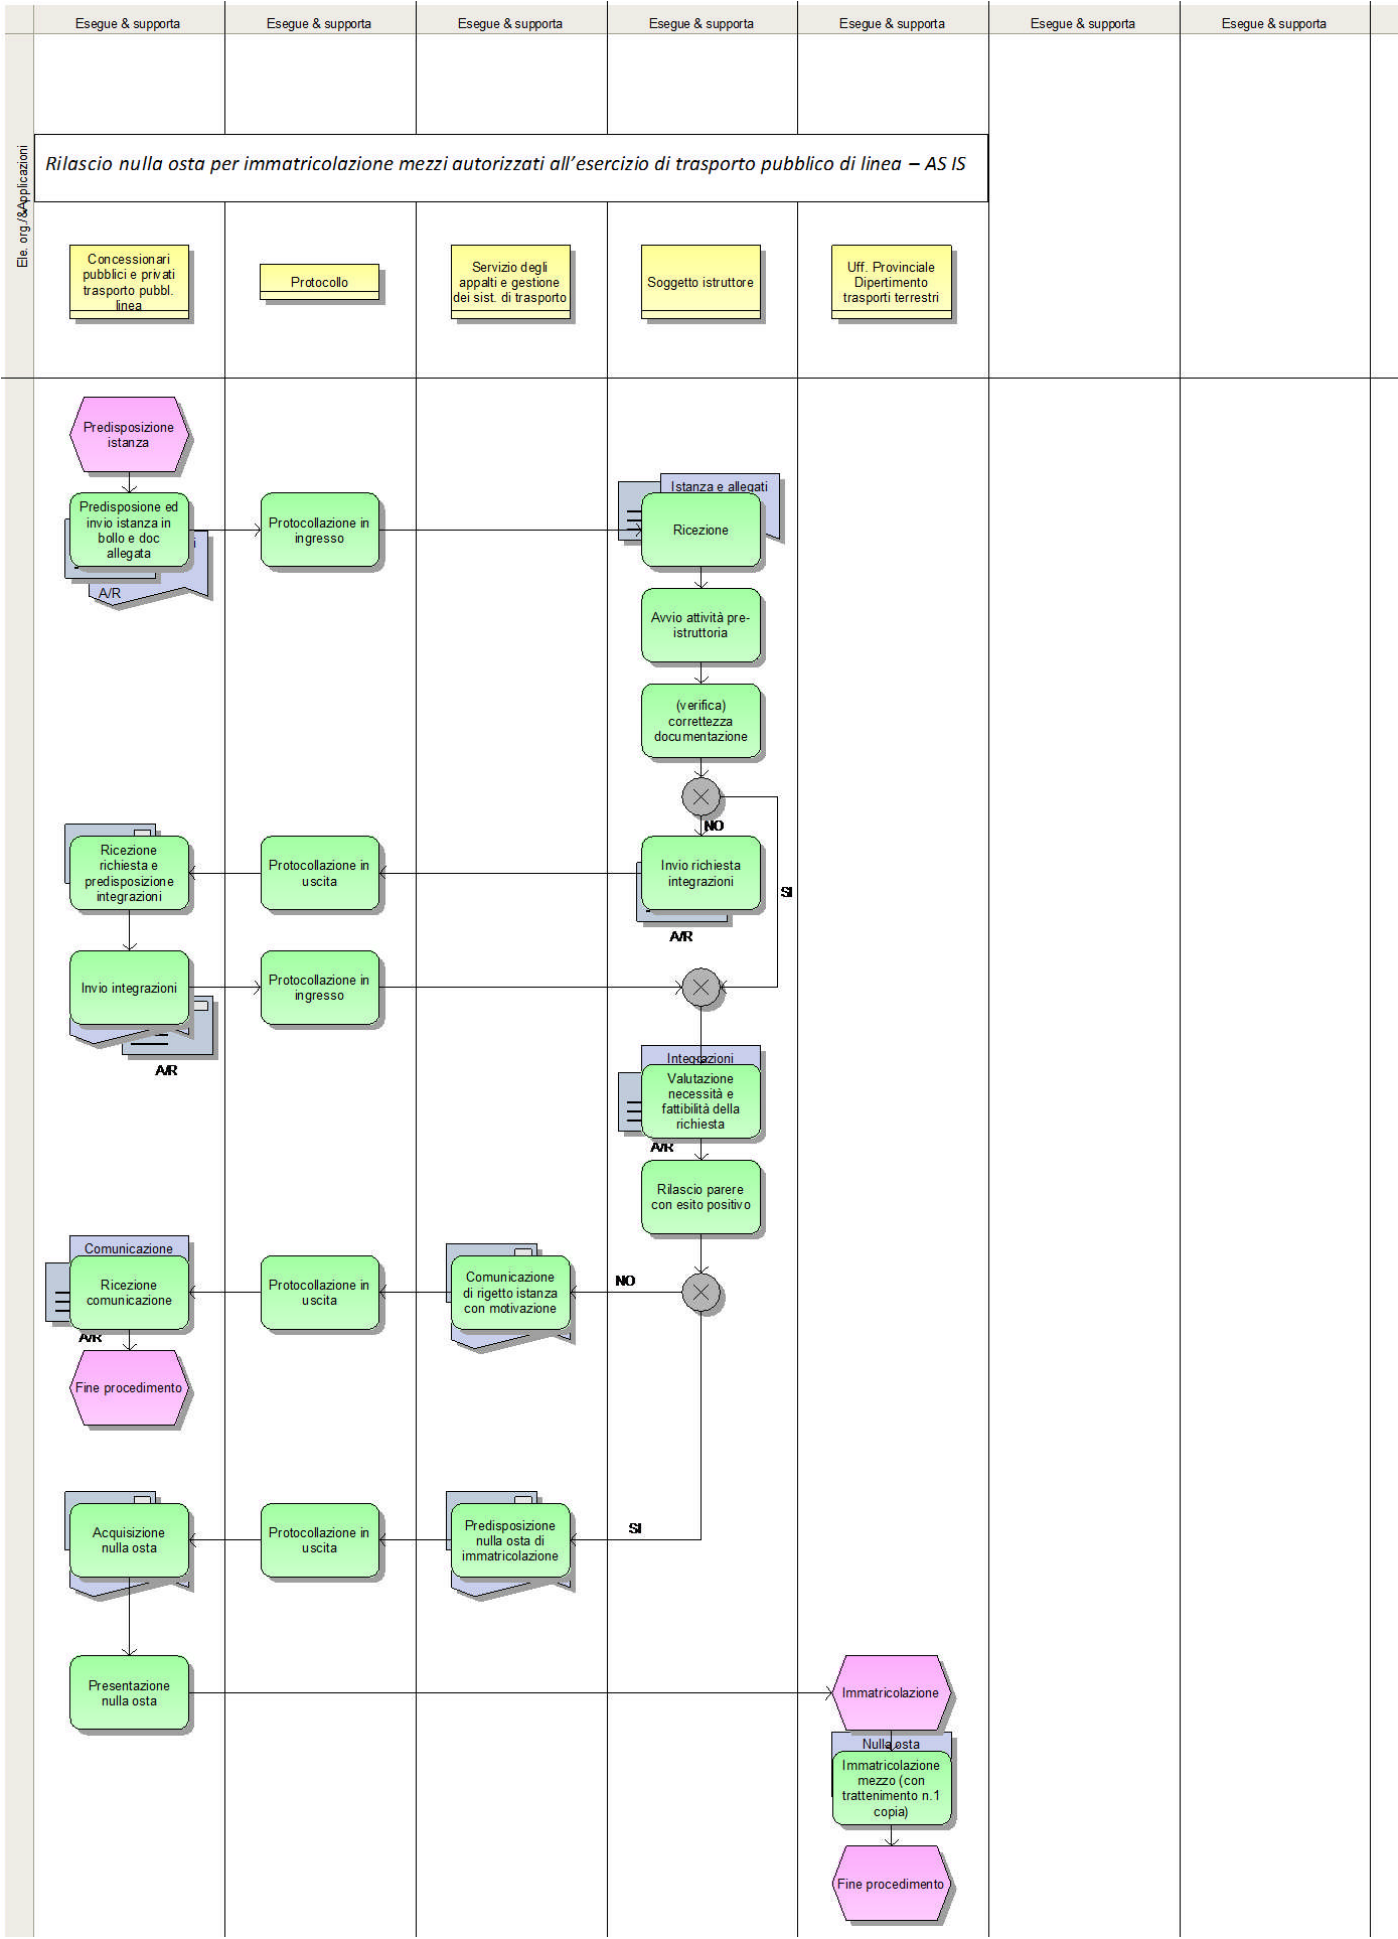 Esegue & supporta
Esegue & supporta
Esegue & supporta
Esegue & supporta
Esegue & supporta
Esegue & supporta
Esegue & supporta
Ele. org./&Applicazioni
Rilascio nulla osta per immatricolazione mezzi autorizzati all'esercizio di trasporto pubblico di linea – AS IS
Concessionari
pubblici e privati
trasporto pubbl.
linea
Protocollo
Servizio degli
appalti e gestione
dei sist. di trasporto
Soggetto istruttore
Uff. Provinciale
Dipertimento
trasporti terrestri
Predisposizione
istanza
Predisposione ed
invio istanza in
bollo e doc
allegata
i
A/R
Protocollazione in
ingresso
Istanza e allegati
Ricezione
Avvio attività pre-
istruttoria
(verifica)
correttezza
documentazione
NO
SI
Ricezione
richiesta e
predisposizione
integrazioni
Protocollazione in
uscita
Invio richiesta
integrazioni
A/R
Invio integrazioni
A/R
Protocollazione in
ingresso
Integrazioni
Valutazione
necessità e
fattibilità della
richiesta
A/R
Rilascio parere
con esito positivo
Comunicazione
Ricezione
comunicazione
A/R
Protocollazione in
uscita
Comunicazione
di rigetto istanza
con motivazione
NO
Fine procedimento
Acquisizione
nulla osta
Protocollazione in
uscita
Predisposizione
nulla osta di
immatricolazione
SI
Presentazione
nulla osta
Immatricolazione
Nulla osta
Immatricolazione
mezzo (con
trattenimento n.1
copia)
Fine procedimento